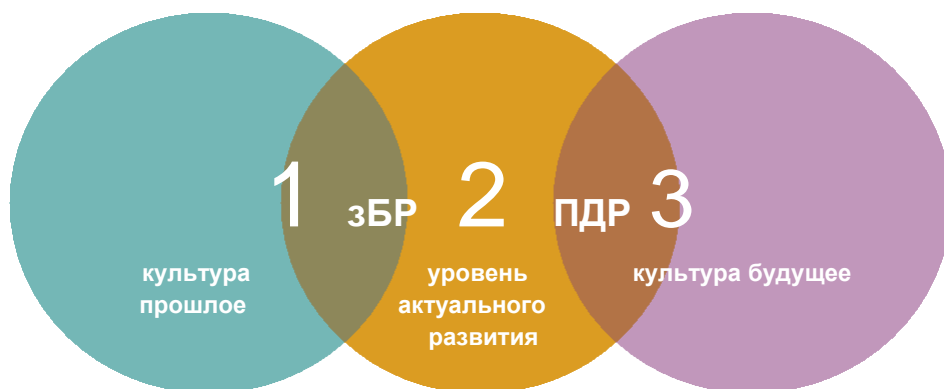 1 зБР 2 ПДР 3
культура
прошлое
уровень
актуального
развития
культура будущее